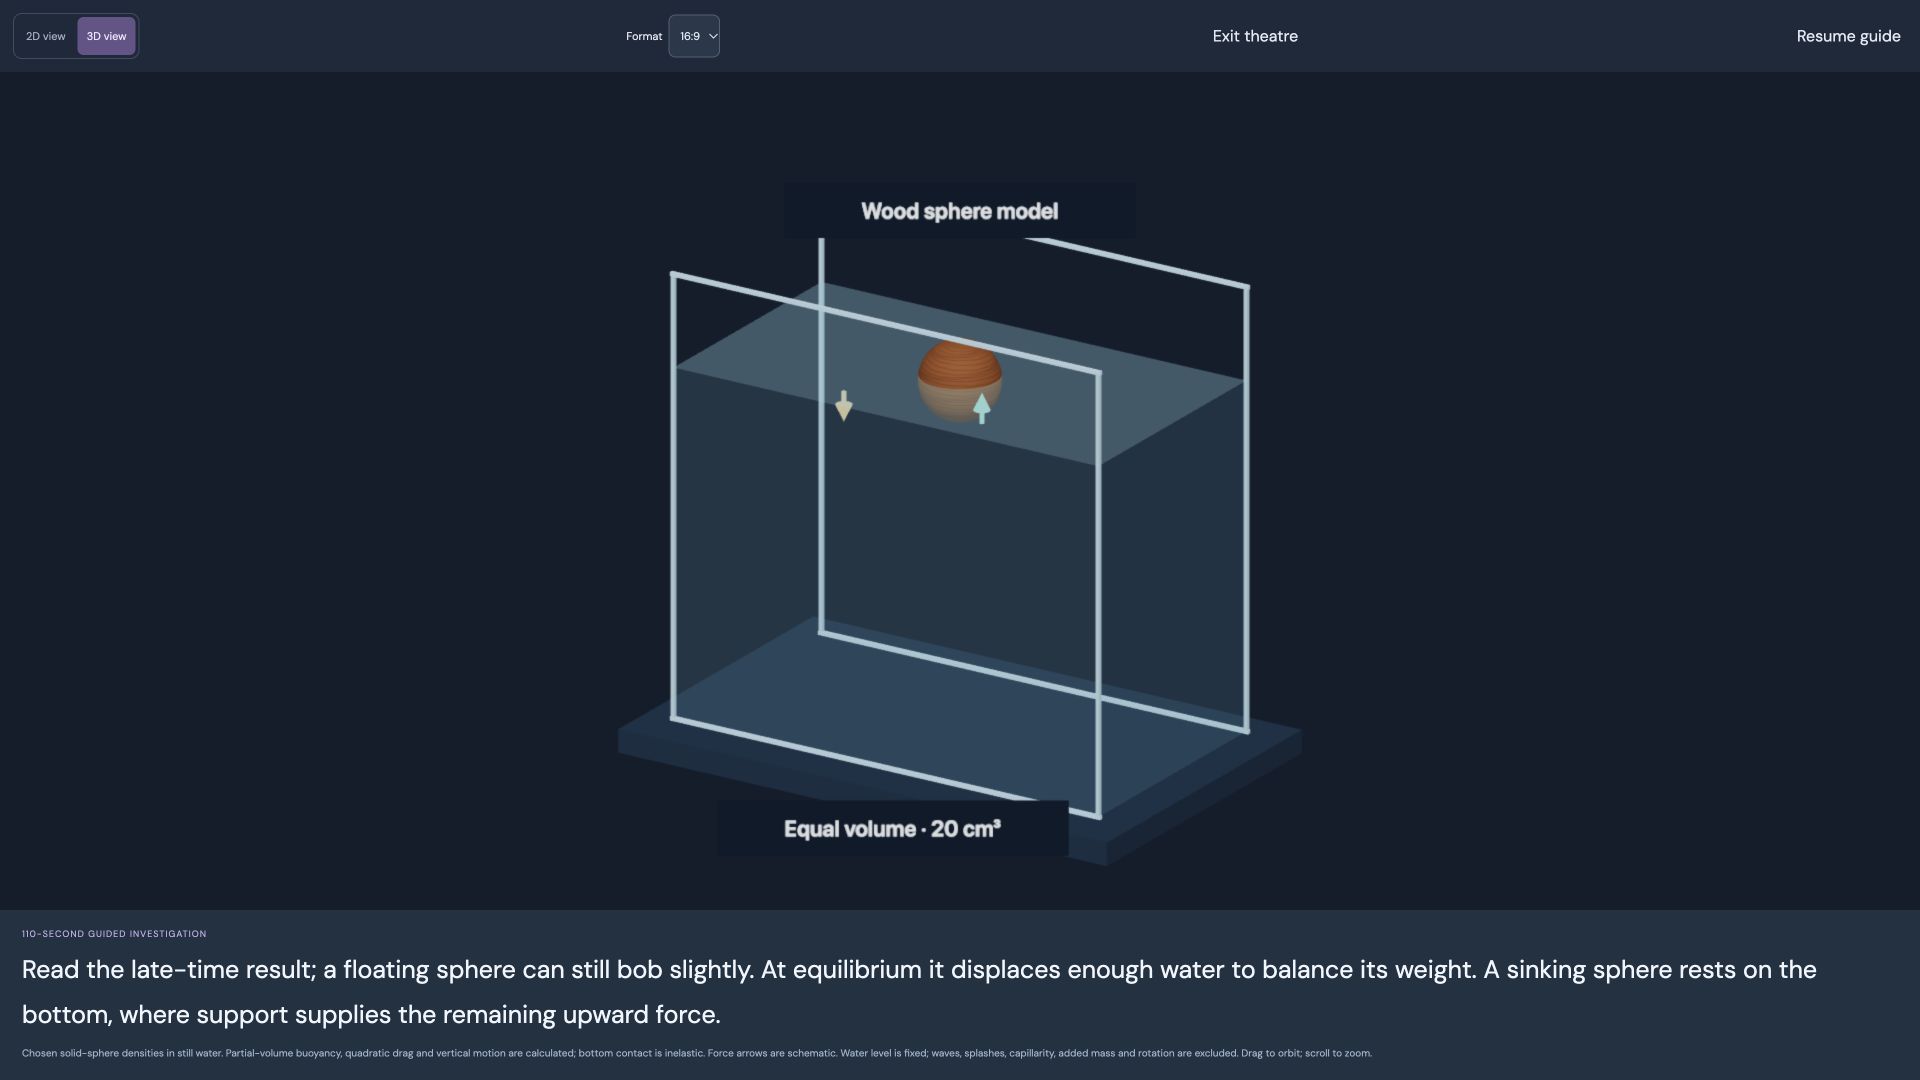 2D view
3D view
Format
16:9
Exit theatre
Resume guide
Wood sphere model
Equal volume · 20 cm³
110-SECOND GUIDED INVESTIGATION
Read the late-time result; a floating sphere can still bob slightly. At equilibrium it displaces enough water to balance its weight. A sinking sphere rests on the
bottom, where support supplies the remaining upward force.
Chosen solid-sphere densities in still water. Partial-volume buoyancy, quadratic drag and vertical motion are calculated; bottom contact is inelastic. Force arrows are schematic. Water level is fixed; waves, splashes, capillarity, added mass and rotation are excluded. Drag to orbit; scroll to zoom.